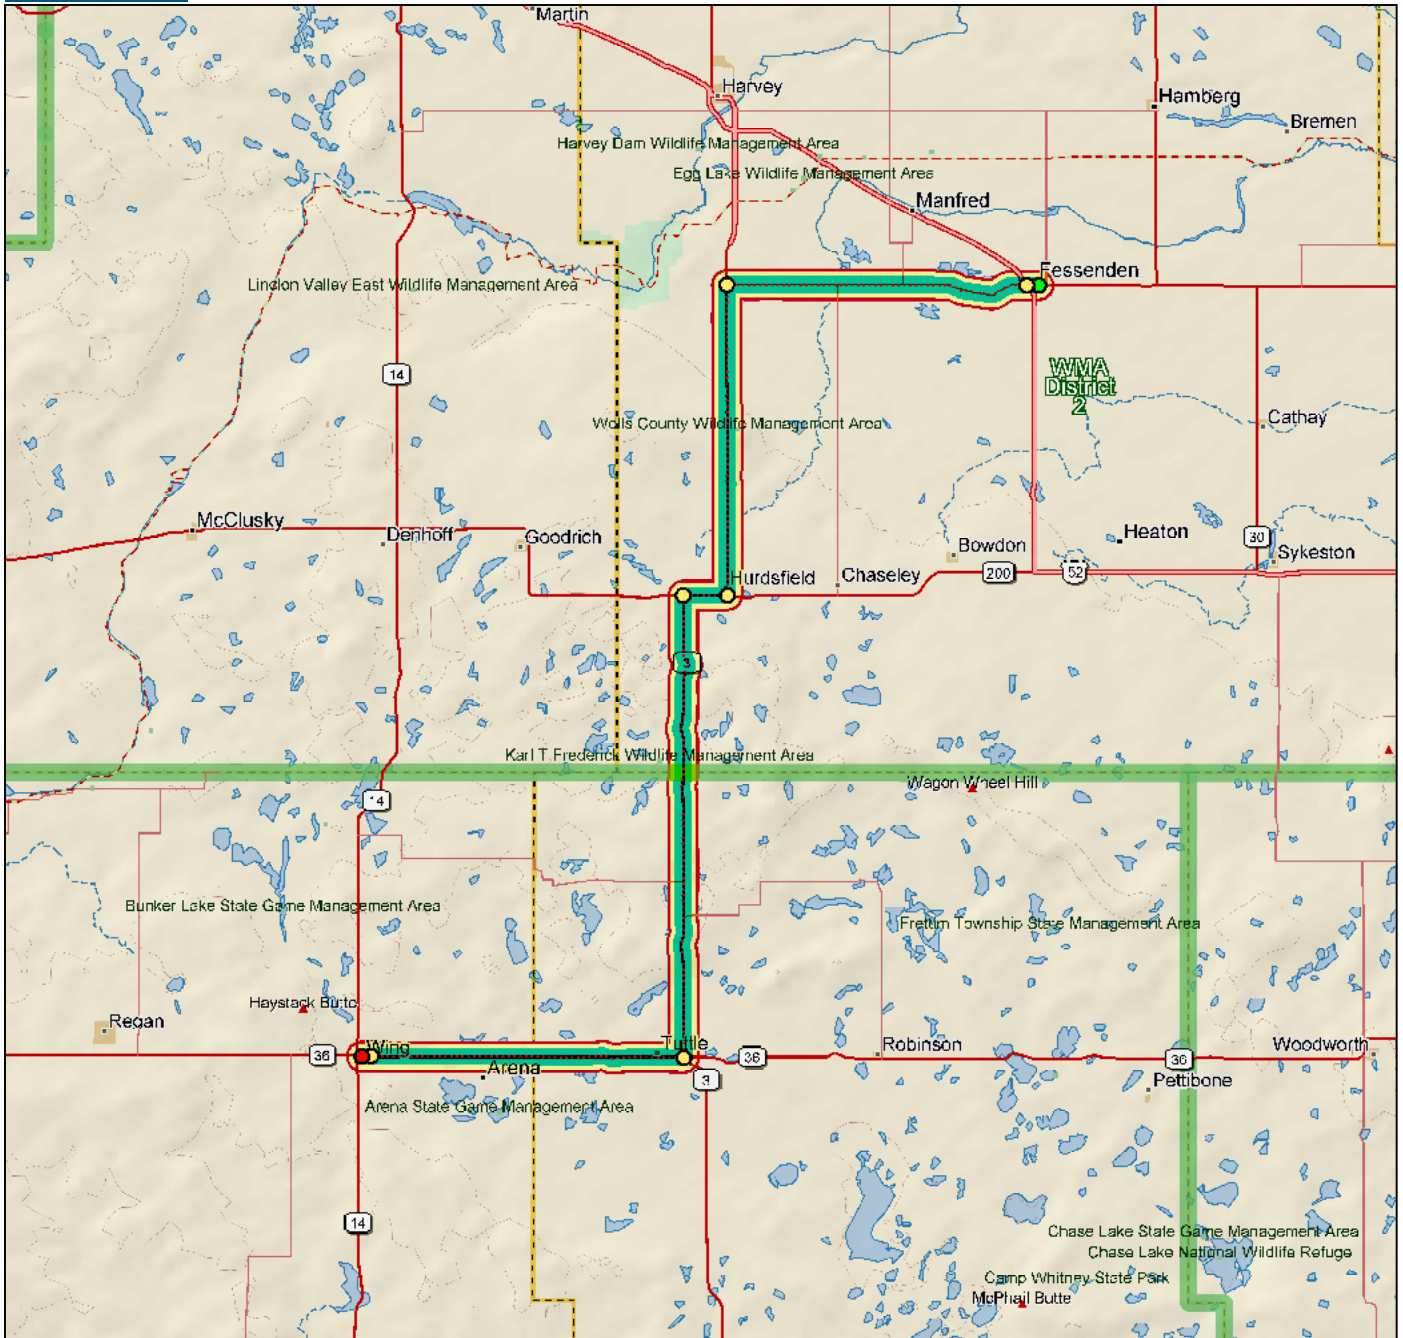 Martin
Harvey
Hamberg
Bremen
Harvey Dam Wildlife Management Area
Egg Lake Wildlife Management Area
Manfred
Fessenden
Lincoln Valley East Wildlife Management Area
14
WMA
District
2
Wells County Wildlife Management Area
Cathay
McClusky
Denhoff
Goodrich
Heaton
30
Bowdon
Sykeston
Hurdsfield
Chaseley
200
52
3
Karl T Frederick Wildlife Management Area
Wagon Wheel Hill
14
Bunker Lake State Game Management Area
Frettim Township State Management Area
Haystack Butte
Regan
36
Wing
Tuttle
Robinson
Woodworth
36
36
Arena
3
Pettibone
Arena State Game Management Area
14
Chase Lake State Game Management Area
Chase Lake National Wildlife Refuge
Camp Whitney State Park
McPhail Butte